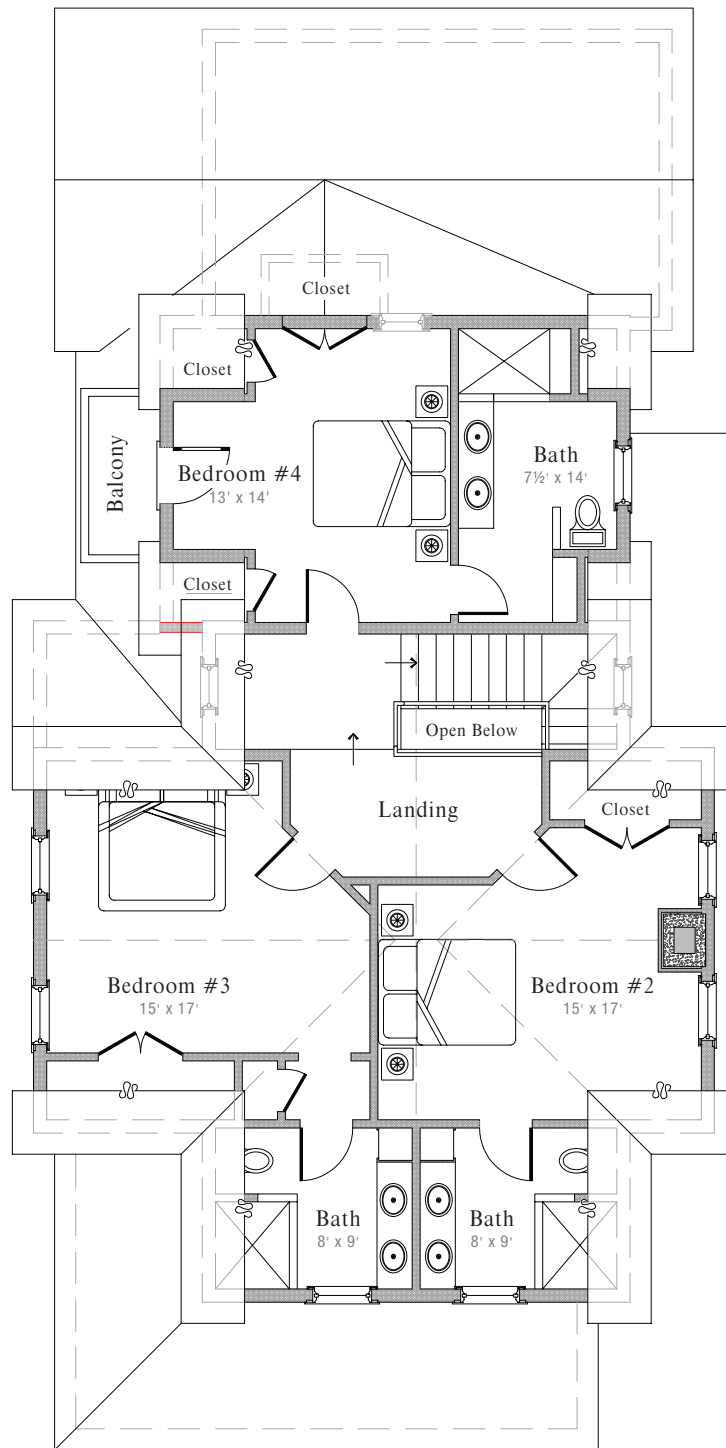 Closet
Closet
Balcony
Bedroom #4
13' x 14'
Bath
7½' x 14'
Closet
Open Below
Landing
Closet
Bedroom #3
15' x 17'
Bedroom #2
15' x 17'
Bath
8' x 9'
Bath
8' x 9'